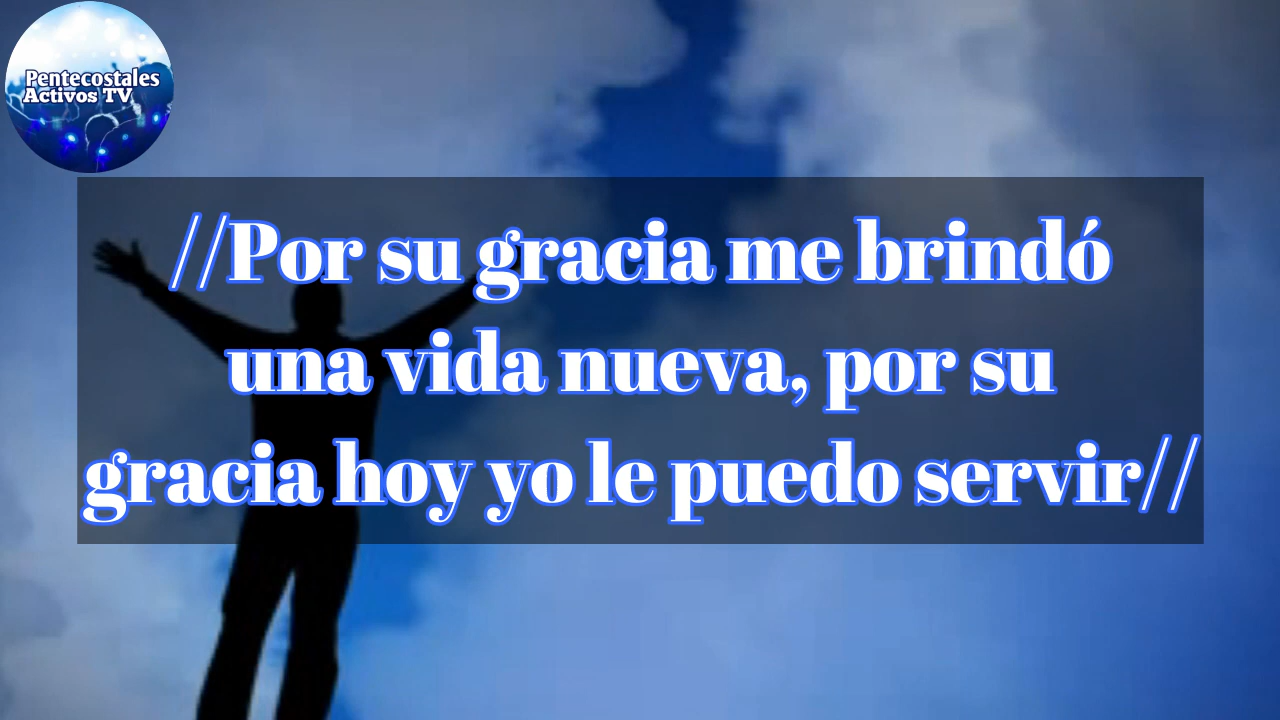 Pentecostales
Activos TV
//Por su gracia me brindó
una vida nueva, por su
gracia hoy yo le puedo servir//